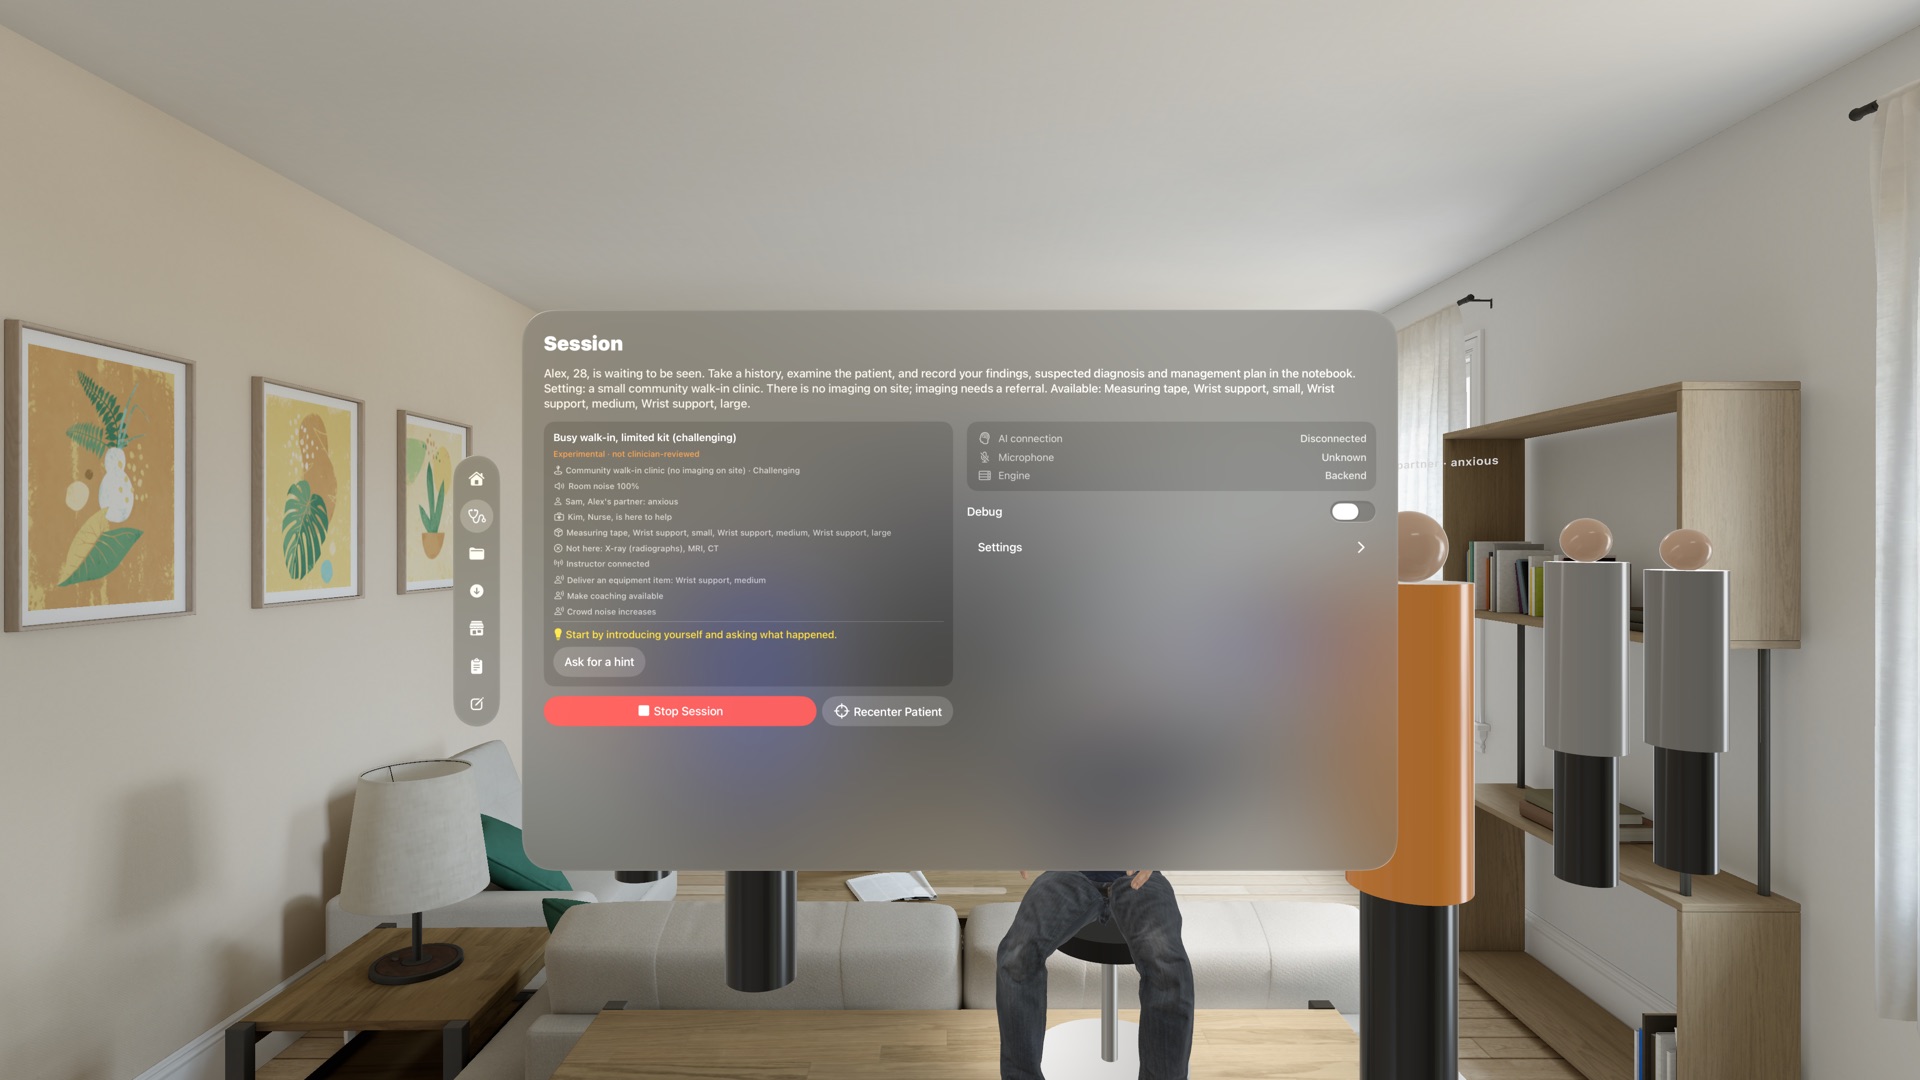 Session
Alex, 28, is waiting to be seen. Take a history, examine the patient, and record your findings, suspected diagnosis and management plan in the notebook.
Setting: a small community walk-in clinic. There is no imaging on site; imaging needs a referral. Available: Measuring tape, Wrist support, small, Wrist
support, medium, Wrist support, large.
Busy walk-in, limited kit (challenging)
Experimental · not clinician-reviewed
Community walk-in clinic (no imaging on site) · Challenging
Room noise 100%
Sam, Alex's partner: anxious
Kim, Nurse, is here to help
Measuring tape, Wrist support, small, Wrist support, medium, Wrist support, large
Not here: X-ray (radiographs), MRI, CT
Instructor connected
Deliver an equipment item: Wrist support, medium
Make coaching available
Crowd noise increases
Start by introducing yourself and asking what happened.
Ask for a hint
Stop Session
Recenter Patient
AI connection Disconnected
Microphone Unknown
Engine Backend
Debug
Settings
partner · anxious